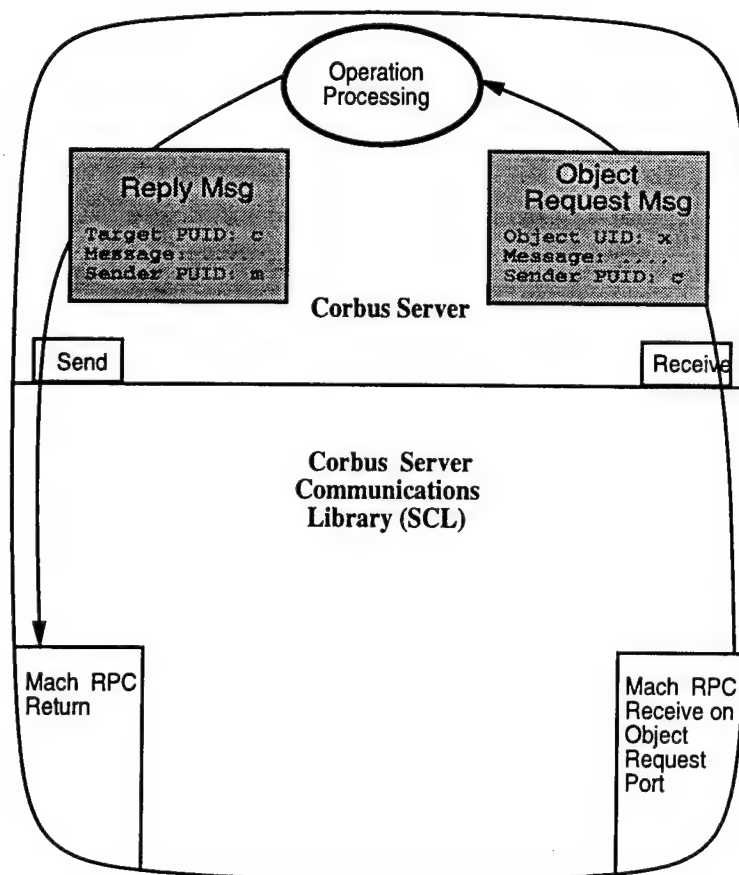 Operation
Processing
Reply Msg
Target PUID: c
Message: ....
Sender PUID: m
Object
Request Msg
Object UID: x
Message: ....
Sender PUID: c
Corbus Server
Send
Receive
Corbus Server
Communications
Library (SCL)
Mach RPC
Return
Mach RPC
Receive on
Object
Request
Port